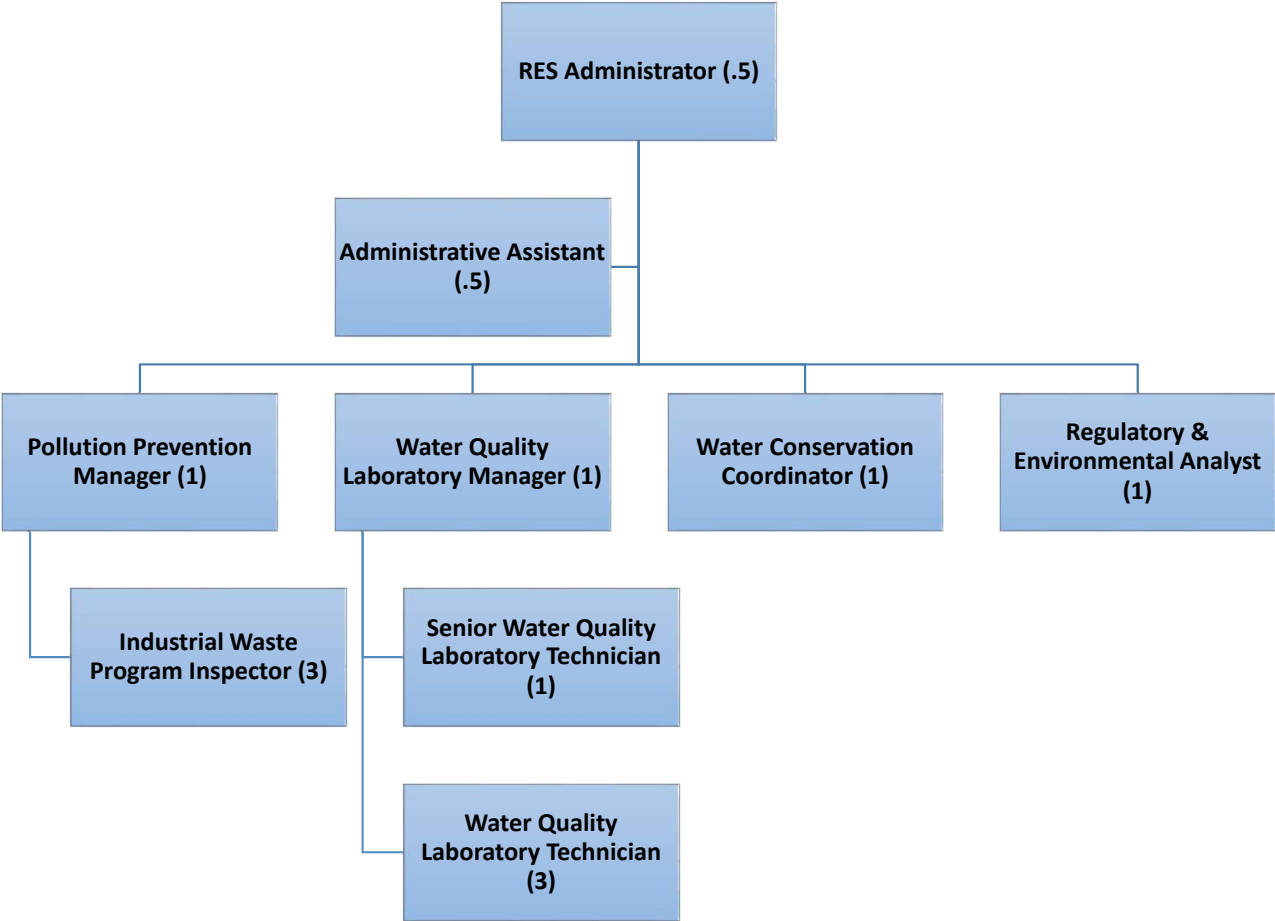 RES Administrator (.5)
Administrative Assistant
(.5)
Pollution Prevention
Manager (1)
Water Quality
Laboratory Manager (1)
Water Conservation
Coordinator (1)
Regulatory &
Environmental Analyst
(1)
Industrial Waste
Program Inspector (3)
Senior Water Quality
Laboratory Technician
(1)
Water Quality
Laboratory Technician
(3)